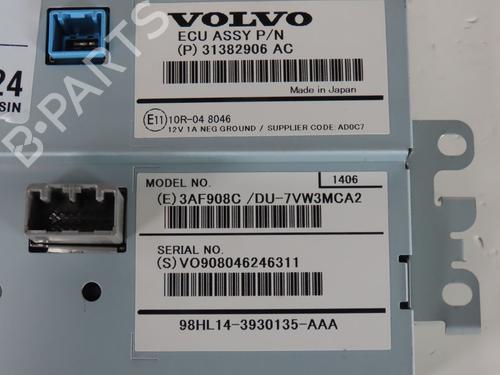 VOLVO
ECU ASSY P/N
(P) 31382906 AC
Made in Japan
E11 10R-04 8046
12V 1A NEG GROUND / SUPPLIER CODE: AD0C7
24
SIN
MODEL NO.
1406
(E) 3AF908C /DU-7VW3MCA2
SERIAL NO.
(S) VO908046246311
98HL14-3930135-AAA
B-PARTS